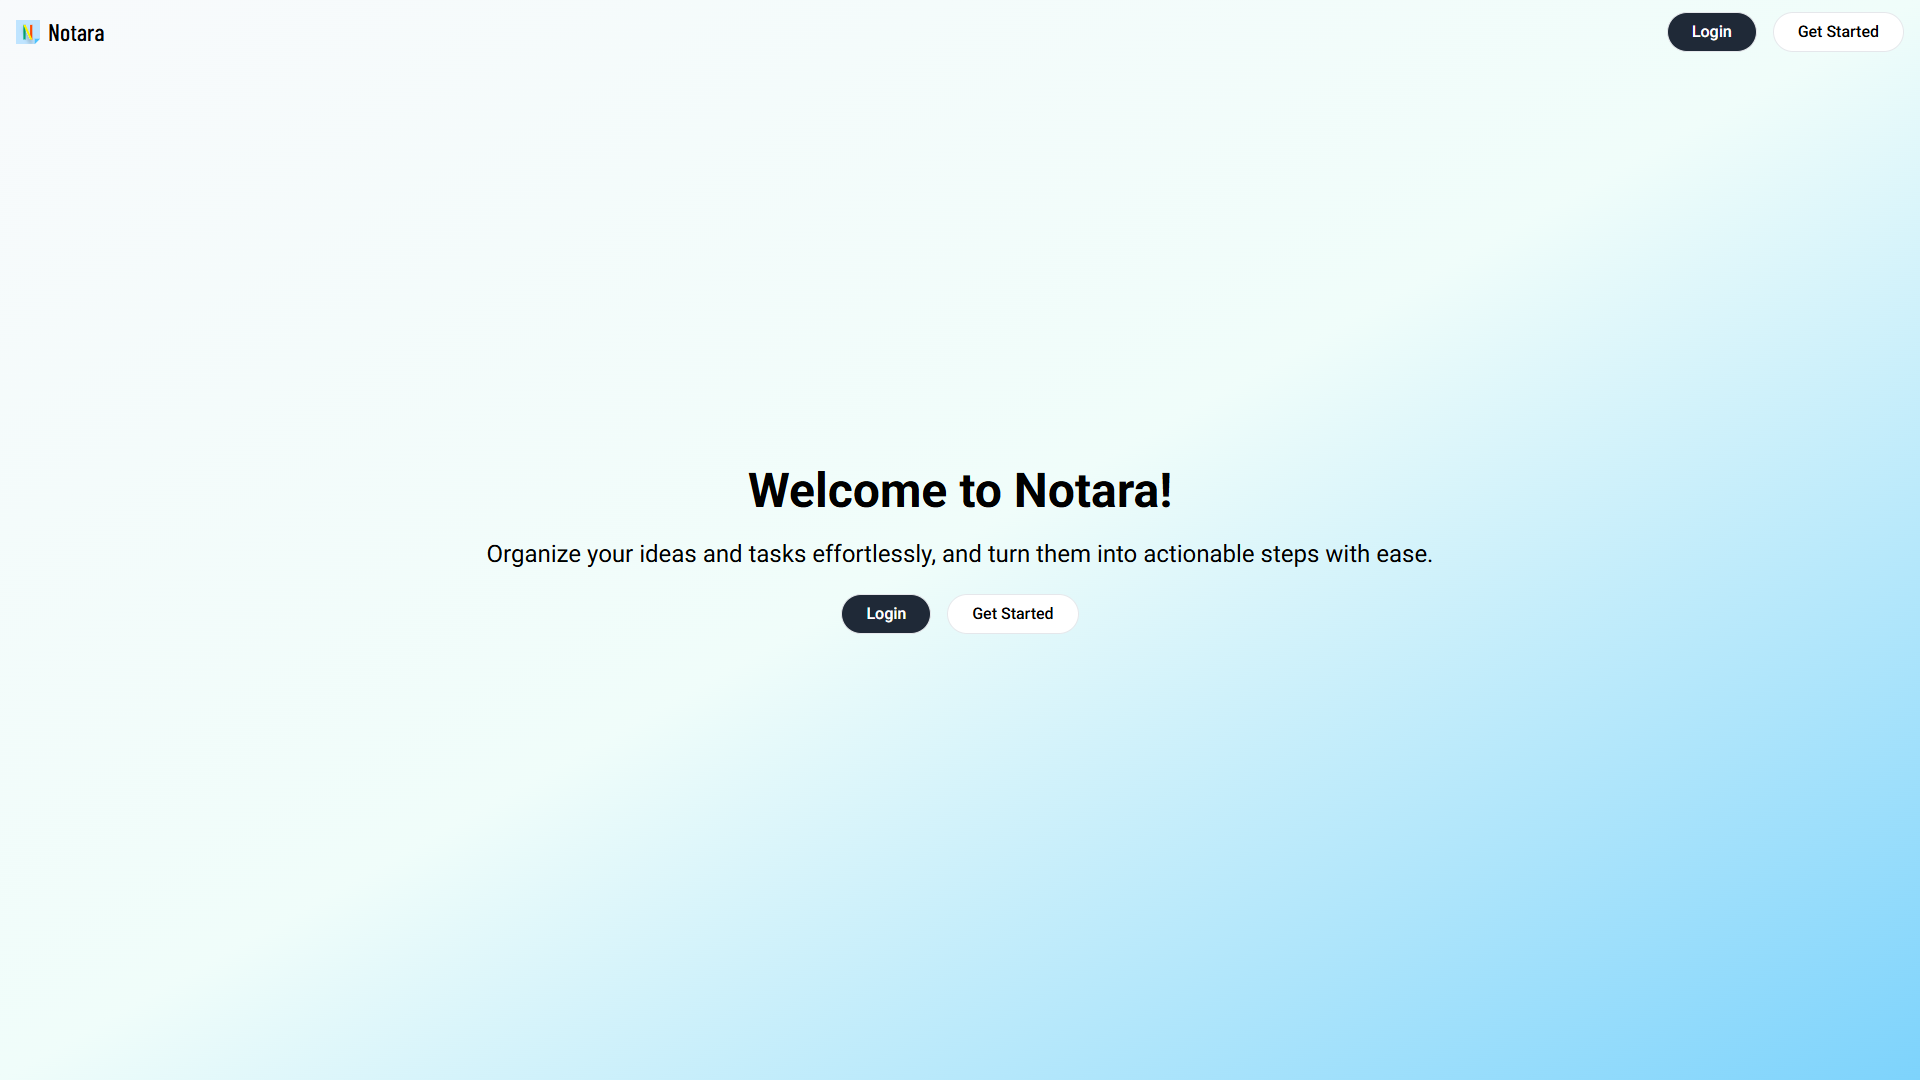 Notara
Login
Get Started
Welcome to Notara!
Organize your ideas and tasks effortlessly, and turn them into actionable steps with ease.
Login
Get Started